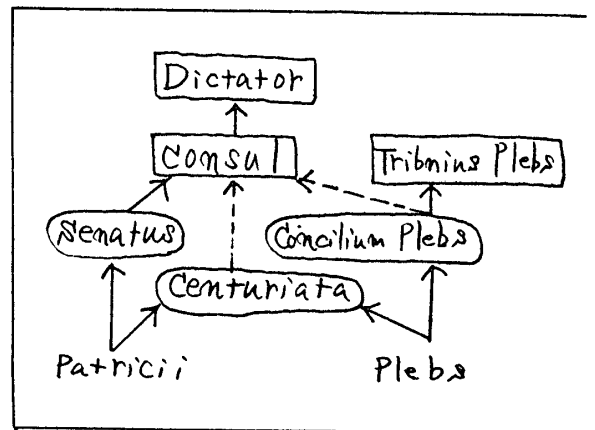 Dictator
Consul
Tribnius Plebs
Senatus
Concilium Plebs
Centuriata
Patricii
Plebs